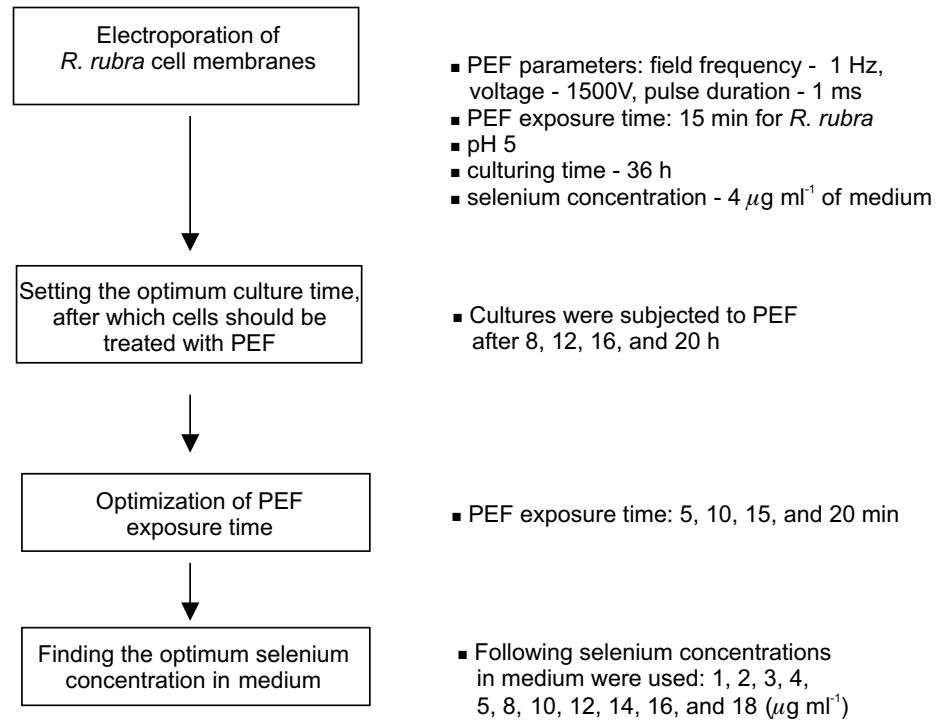 Electroporation of
R. rubra cell membranes
▪ PEF parameters: field frequency - 1 Hz,
voltage - 1500V, pulse duration - 1 ms
▪ PEF exposure time: 15 min for R. rubra
▪ pH 5
▪ culturing time - 36 h
▪ selenium concentration - 4 μg ml⁻¹ of medium
Setting the optimum culture time,
after which cells should be
treated with PEF
▪ Cultures were subjected to PEF
after 8, 12, 16, and 20 h
Optimization of PEF
exposure time
▪ PEF exposure time: 5, 10, 15, and 20 min
Finding the optimum selenium
concentration in medium
▪ Following selenium concentrations
in medium were used: 1, 2, 3, 4,
5, 8, 10, 12, 14, 16, and 18 (μg ml⁻¹)